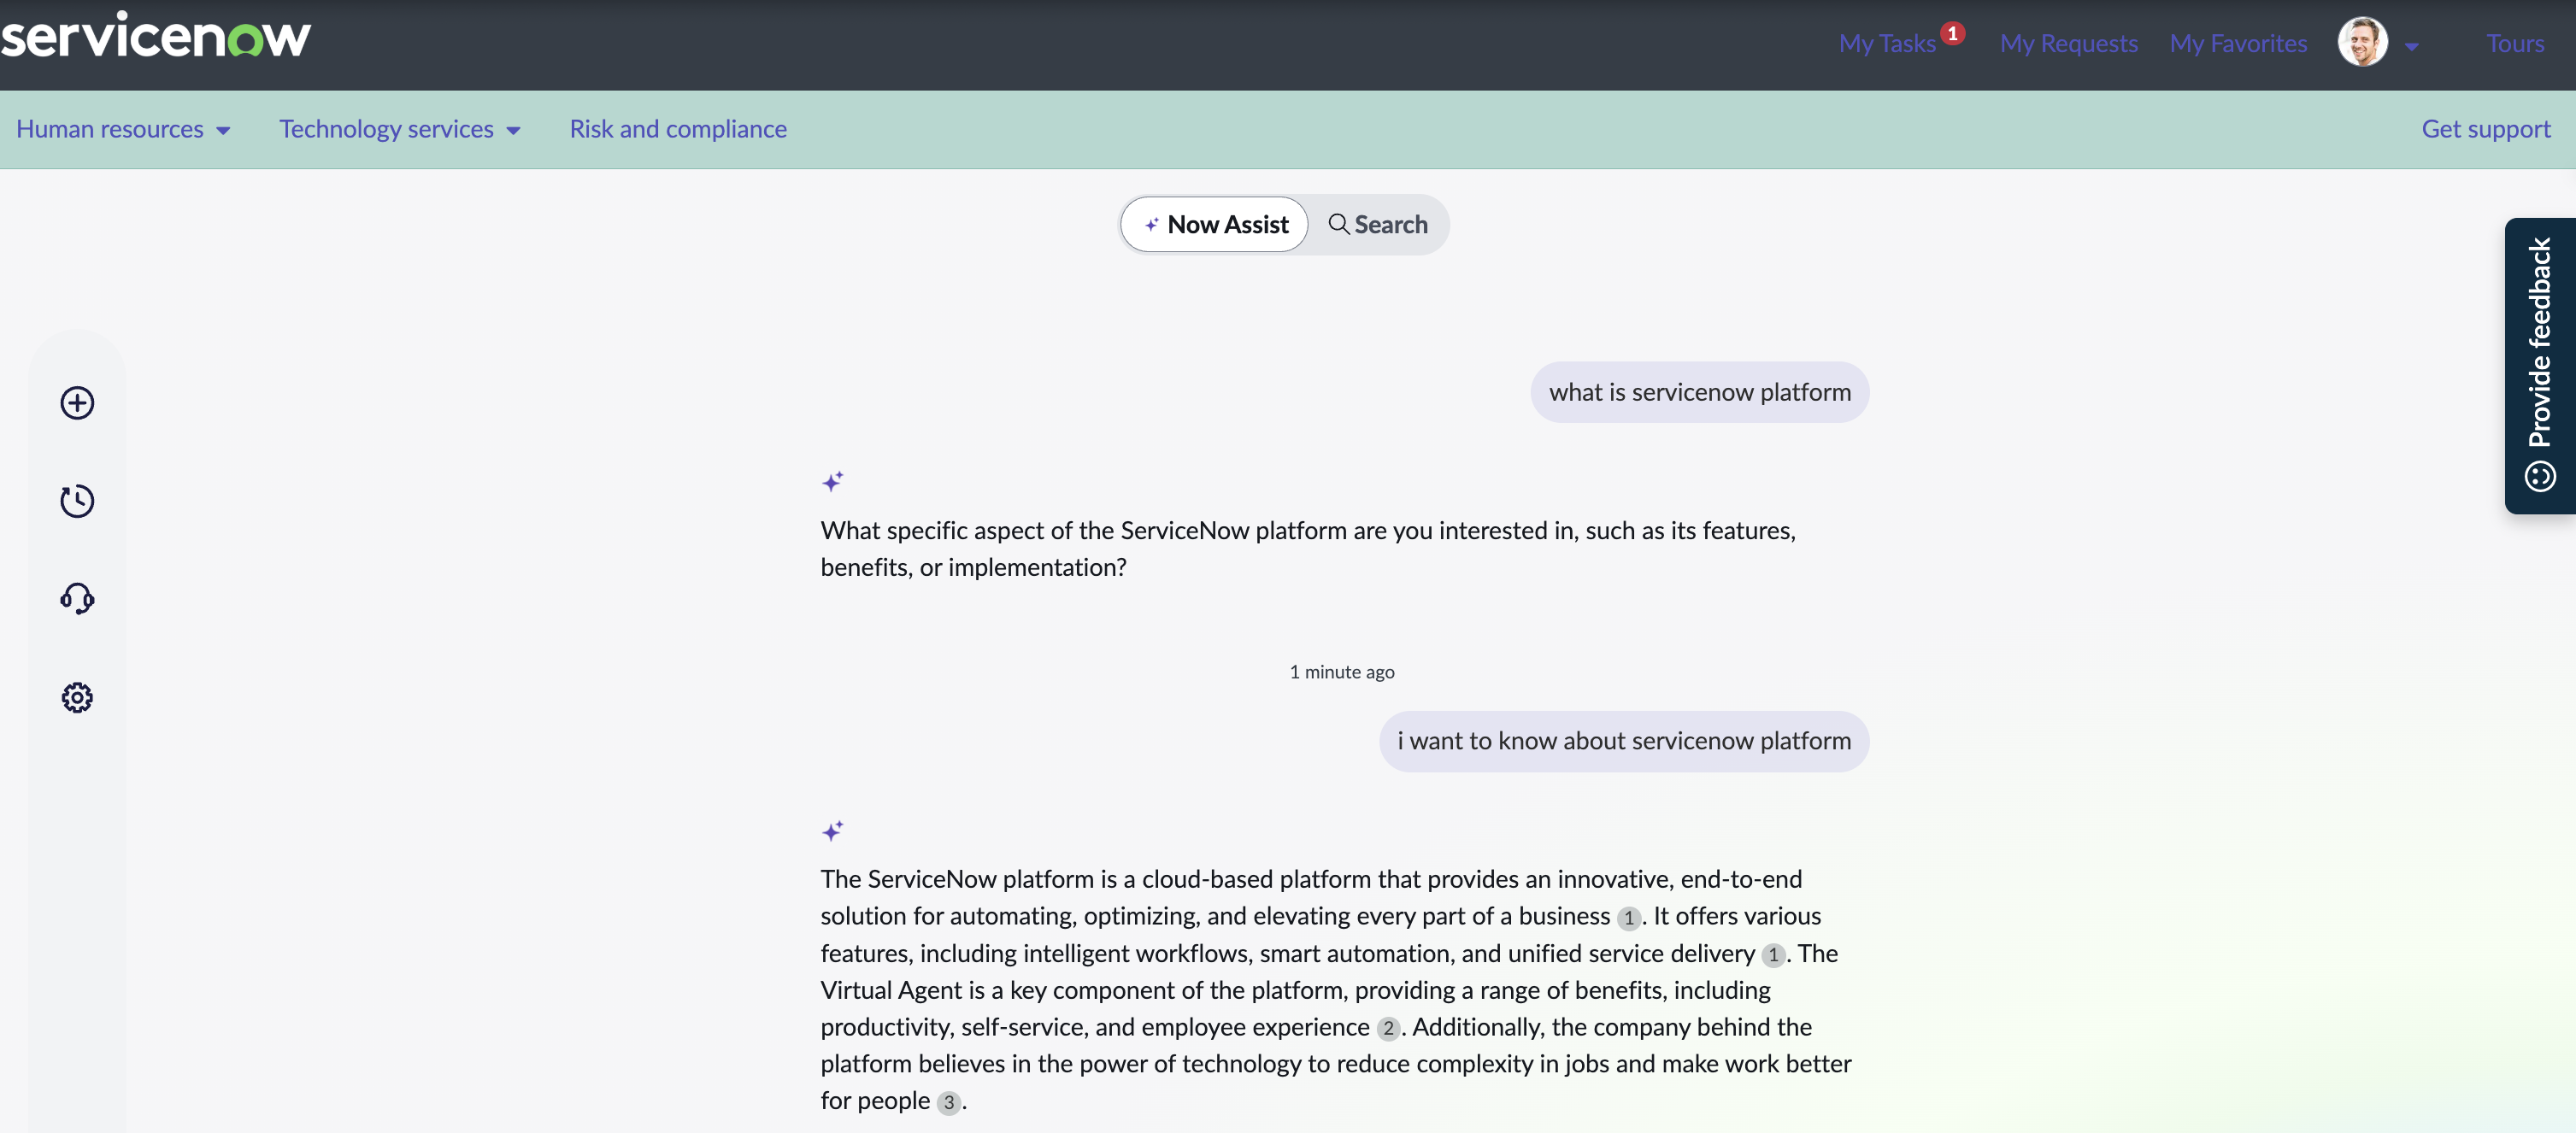 servicenow
My Tasks 1 My Requests My Favorites Tours
Human resources Technology services Risk and compliance Get support
Now Assist Search
Provide feedback
what is servicenow platform
What specific aspect of the ServiceNow platform are you interested in, such as its features,
benefits, or implementation?
1 minute ago
i want to know about servicenow platform
The ServiceNow platform is a cloud-based platform that provides an innovative, end-to-end
solution for automating, optimizing, and elevating every part of a business 1. It offers various
features, including intelligent workflows, smart automation, and unified service delivery 1. The
Virtual Agent is a key component of the platform, providing a range of benefits, including
productivity, self-service, and employee experience 2. Additionally, the company behind the
platform believes in the power of technology to reduce complexity in jobs and make work better
for people 3.